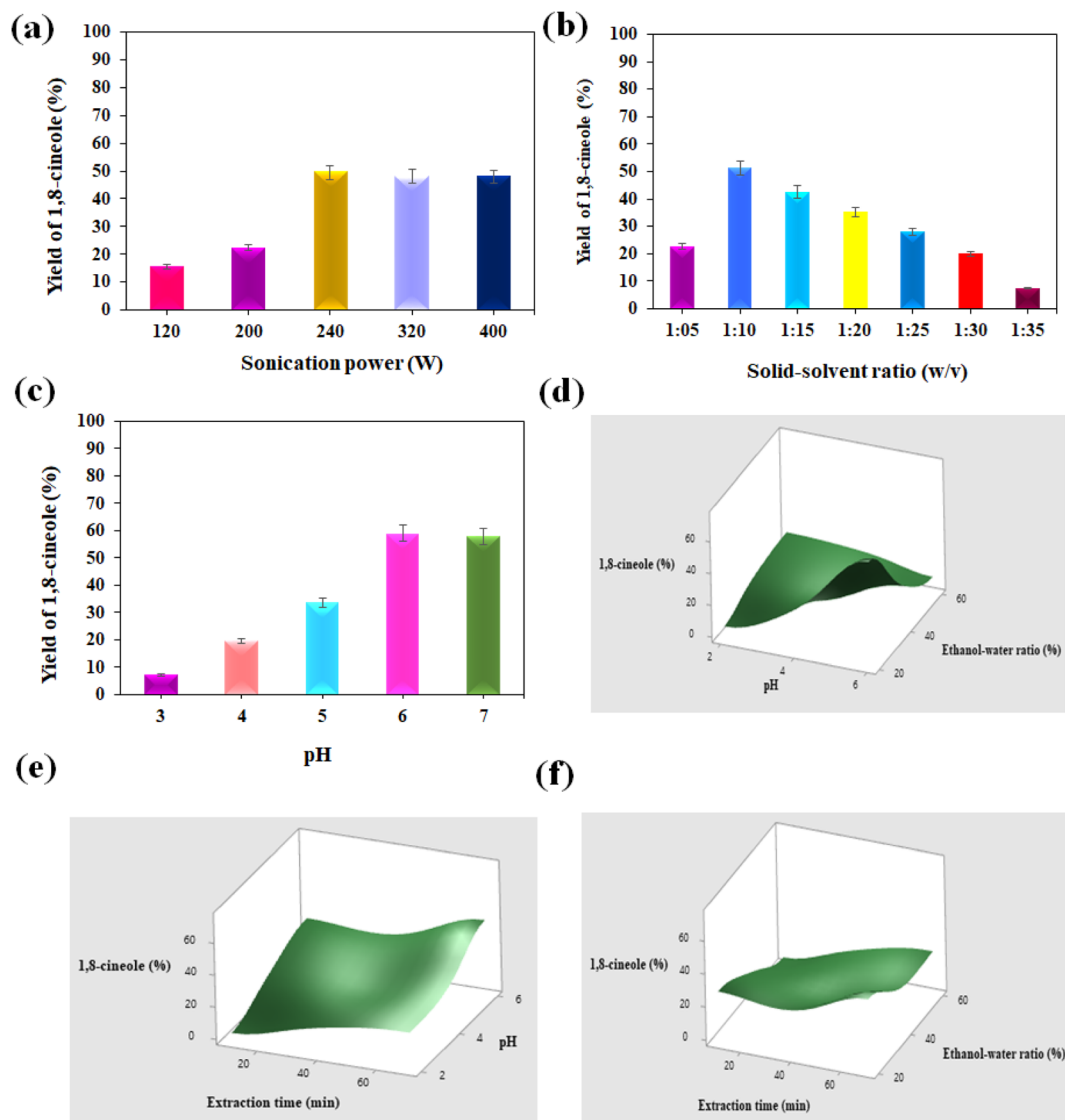 (a)
Yield of 1,8-cineole (%)
100
90
80
70
60
50
40
30
20
10
0
120 200 240 320 400
Sonication power (W)
(b)
Yield of 1,8-cineole (%)
100
90
80
70
60
50
40
30
20
10
0
1:05 1:10 1:15 1:20 1:25 1:30 1:35
Solid-solvent ratio (w/v)
(c)
Yield of 1,8-cineole (%)
100
90
80
70
60
50
40
30
20
10
0
3 4 5 6 7
pH
(d)
1,8-cineole (%)
60
40
20
0
2 4 6
pH
20
40
60
Ethanol-water ratio (%)
(e)
1,8-cineole (%)
60
40
20
0
20 40 60
Extraction time (min)
2
4
6
pH
(f)
1,8-cineole (%)
60
40
20
0
20 40 60
Extraction time (min)
20
40
60
Ethanol-water ratio (%)